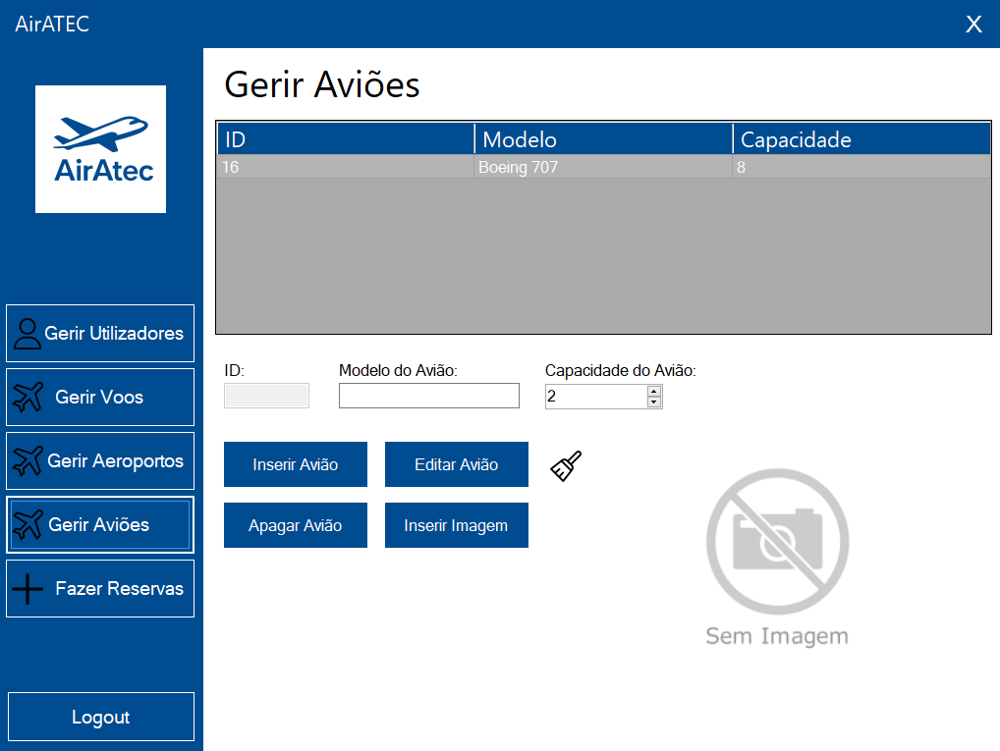 AirATEC
X
AirAtec
Gerir Utilizadores
Gerir Voos
Gerir Aeroportos
Gerir Aviões
Fazer Reservas
Logout
Gerir Aviões
ID Modelo Capacidade
16 Boeing 707 8
ID: Modelo do Avião: Capacidade do Avião:
2
Inserir Avião Editar Avião
Apagar Avião Inserir Imagem
Sem Imagem